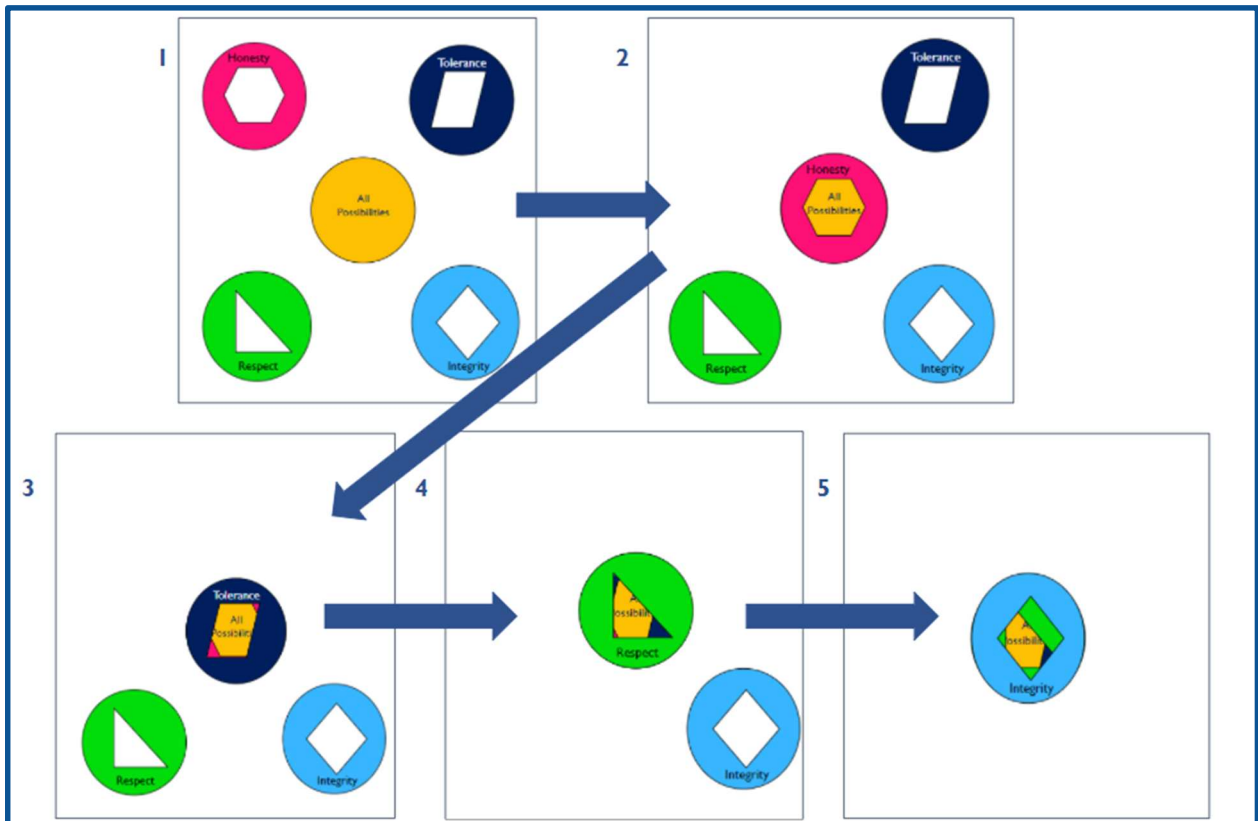 1
Honesty
Tolerance
All
Possibilities
Respect
Integrity
2
Tolerance
Honesty
All
Possibilities
Respect
Integrity
3
Tolerance
All
Respect
Integrity
4
Respect
Integrity
5
Integrity